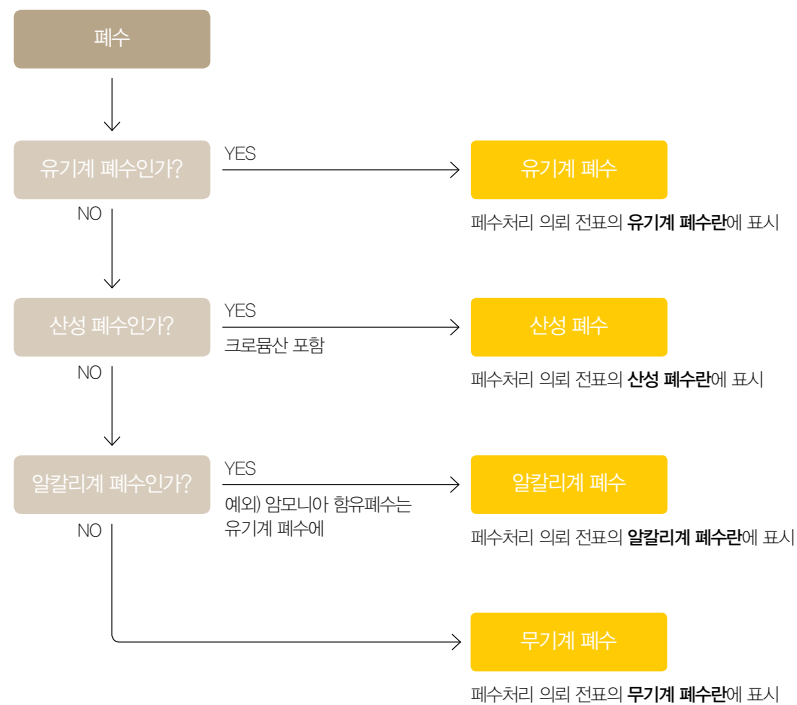 폐수
유기계 폐수인가?
YES
유기계 폐수
페수처리 의뢰 전표의 유기계 폐수란에 표시
NO
산성 폐수인가?
YES
크로뮴산 포함
산성 폐수
페수처리 의뢰 전표의 산성 폐수란에 표시
NO
알칼리계 폐수인가?
YES
예외) 암모니아 함유폐수는
유기계 폐수에
알칼리계 폐수
페수처리 의뢰 전표의 알칼리계 폐수란에 표시
NO
무기계 폐수
페수처리 의뢰 전표의 무기계 폐수란에 표시